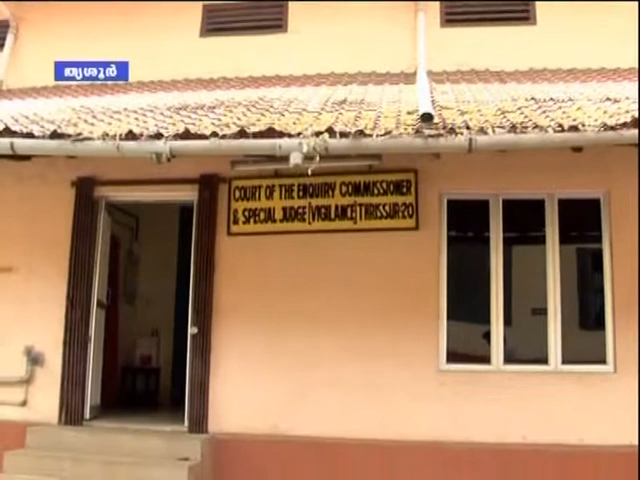 തൃശൂർ
COURT OF THE ENQUIRY COMMISSIONER
& SPECIAL JUDGE [VIGILANCE] THRISSUR-20